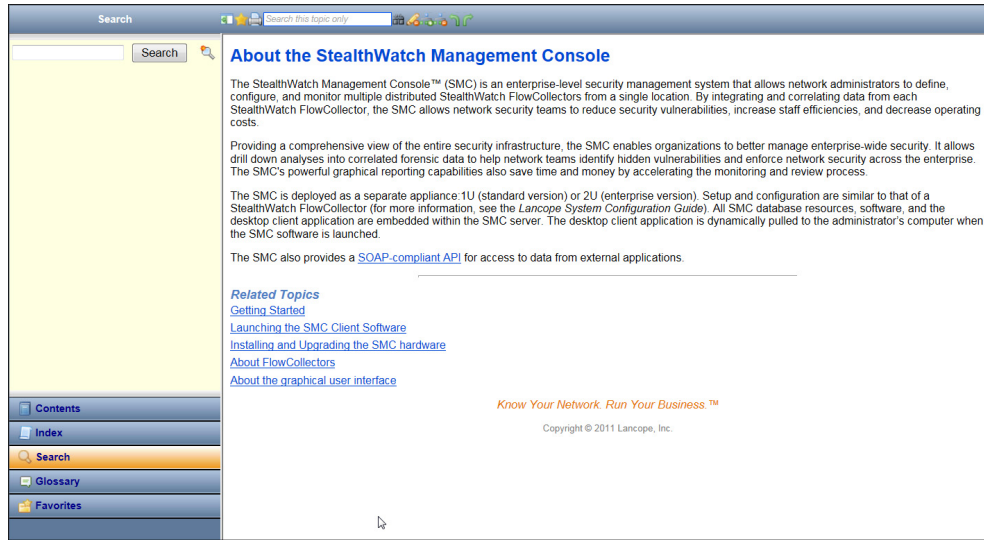 Search
Search this topic only
Search
About the StealthWatch Management Console
The StealthWatch Management Console™ (SMC) is an enterprise-level security management system that allows network administrators to define,
configure, and monitor multiple distributed StealthWatch FlowCollectors from a single location. By integrating and correlating data from each
StealthWatch FlowCollector, the SMC allows network security teams to reduce security vulnerabilities, increase staff efficiencies, and decrease operating
costs.
Providing a comprehensive view of the entire security infrastructure, the SMC enables organizations to better manage enterprise-wide security. It allows
drill down analyses into correlated forensic data to help network teams identify hidden vulnerabilities and enforce network security across the enterprise.
The SMC's powerful graphical reporting capabilities also save time and money by accelerating the monitoring and review process.
The SMC is deployed as a separate appliance:1U (standard version) or 2U (enterprise version). Setup and configuration are similar to that of a
StealthWatch FlowCollector (for more information, see the Lancope System Configuration Guide). All SMC database resources, software, and the
desktop client application are embedded within the SMC server. The desktop client application is dynamically pulled to the administrator's computer when
the SMC software is launched.
The SMC also provides a SOAP-compliant API for access to data from external applications.
Related Topics
Getting Started
Launching the SMC Client Software
Installing and Upgrading the SMC hardware
About FlowCollectors
About the graphical user interface
Know Your Network. Run Your Business.™
Copyright © 2011 Lancope, Inc.
Contents
Index
Search
Glossary
Favorites